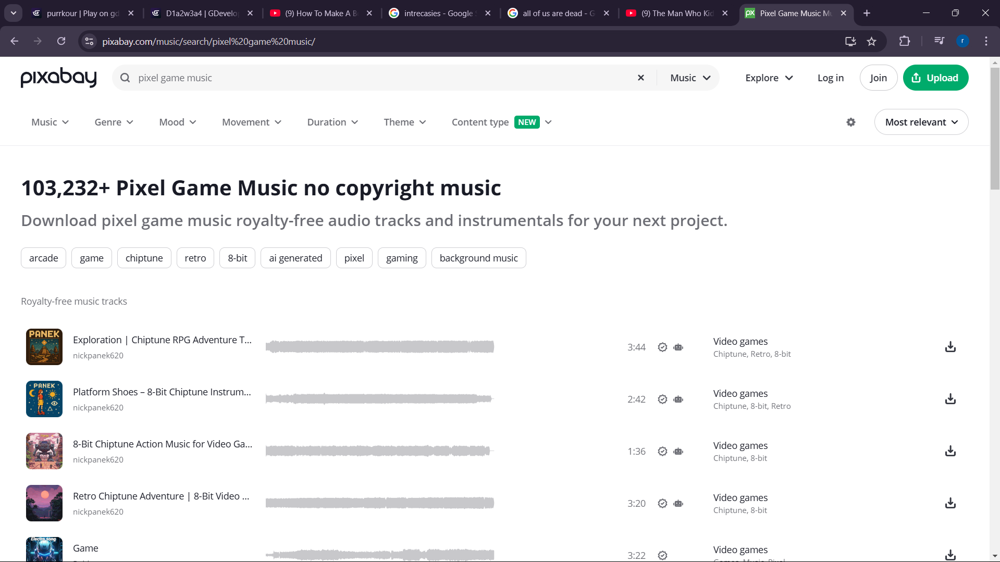 purrkour | Play on gd
D1a2w3a4 | GDevelo
(9) How To Make A B
intrecasies - Google S
all of us are dead - G
(9) The Man Who Kid
Pixel Game Music Mu
pixabay.com/music/search/pixel%20game%20music/
r
pixabay
pixel game music
Music
Explore
Log in
Join
Upload
Music
Genre
Mood
Movement
Duration
Theme
Content type
NEW
Most relevant
103,232+ Pixel Game Music no copyright music
Download pixel game music royalty-free audio tracks and instrumentals for your next project.
arcade
game
chiptune
retro
8-bit
ai generated
pixel
gaming
background music
Royalty-free music tracks
PANEK
Exploration | Chiptune RPG Adventure T...
nickpanek620
3:44
Video games
Chiptune, Retro, 8-bit
PANEK
Platform Shoes – 8-Bit Chiptune Instrum...
nickpanek620
2:42
Video games
Chiptune, 8-bit, Retro
8-Bit Chiptune Action Music for Video Ga...
nickpanek620
1:36
Video games
Chiptune, 8-bit
Retro Chiptune Adventure | 8-Bit Video ...
nickpanek620
3:20
Video games
Chiptune, 8-bit
Electro song
Game
3:22
Video games
Games, Music, Pixel